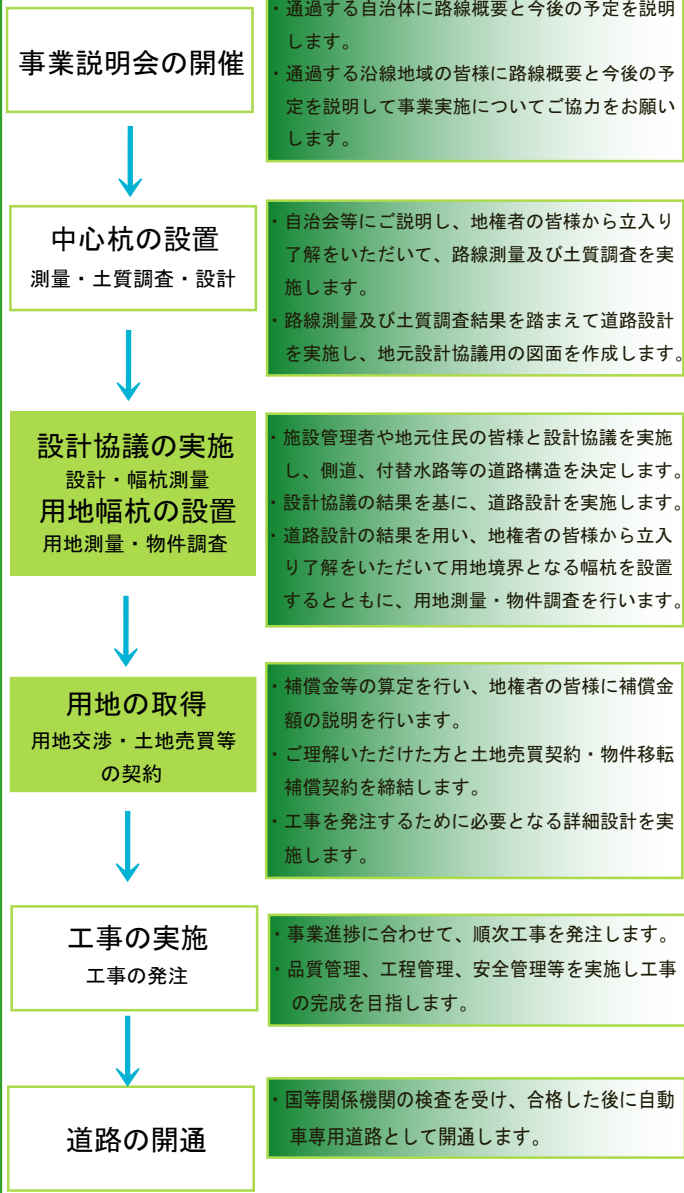 事業説明会の開催
・通過する自治体に路線概要と今後の予定を説明
します。
・通過する沿線地域の皆様に路線概要と今後の予
定を説明して事業実施についてご協力をお願い
します。
中心杭の設置
測量・土質調査・設計
・自治会等にご説明し、地権者の皆様から立入り
了解をいただいて、路線測量及び土質調査を実
施します。
・路線測量及び土質調査結果を踏まえて道路設計
を実施し、地元設計協議用の図面を作成します。
設計協議の実施
設計・幅杭測量
用地幅杭の設置
用地測量・物件調査
・施設管理者や地元住民の皆様と設計協議を実施
し、側道、付替水路等の道路構造を決定します。
・設計協議の結果を基に、道路設計を実施します。
・道路設計の結果を用い、地権者の皆様から立入
り了解をいただいて用地境界となる幅杭を設置
するとともに、用地測量・物件調査を行います。
用地の取得
用地交渉・土地売買等
の契約
・補償金等の算定を行い、地権者の皆様に補償金
額の説明を行います。
・ご理解いただけた方と土地売買契約・物件移転
補償契約を締結します。
・工事を発注するために必要となる詳細設計を実
施します。
工事の実施
工事の発注
・事業進捗に合わせて、順次工事を発注します。
・品質管理、工程管理、安全管理等を実施し工事
の完成を目指します。
道路の開通
・国等関係機関の検査を受け、合格した後に自動
車専用道路として開通します。